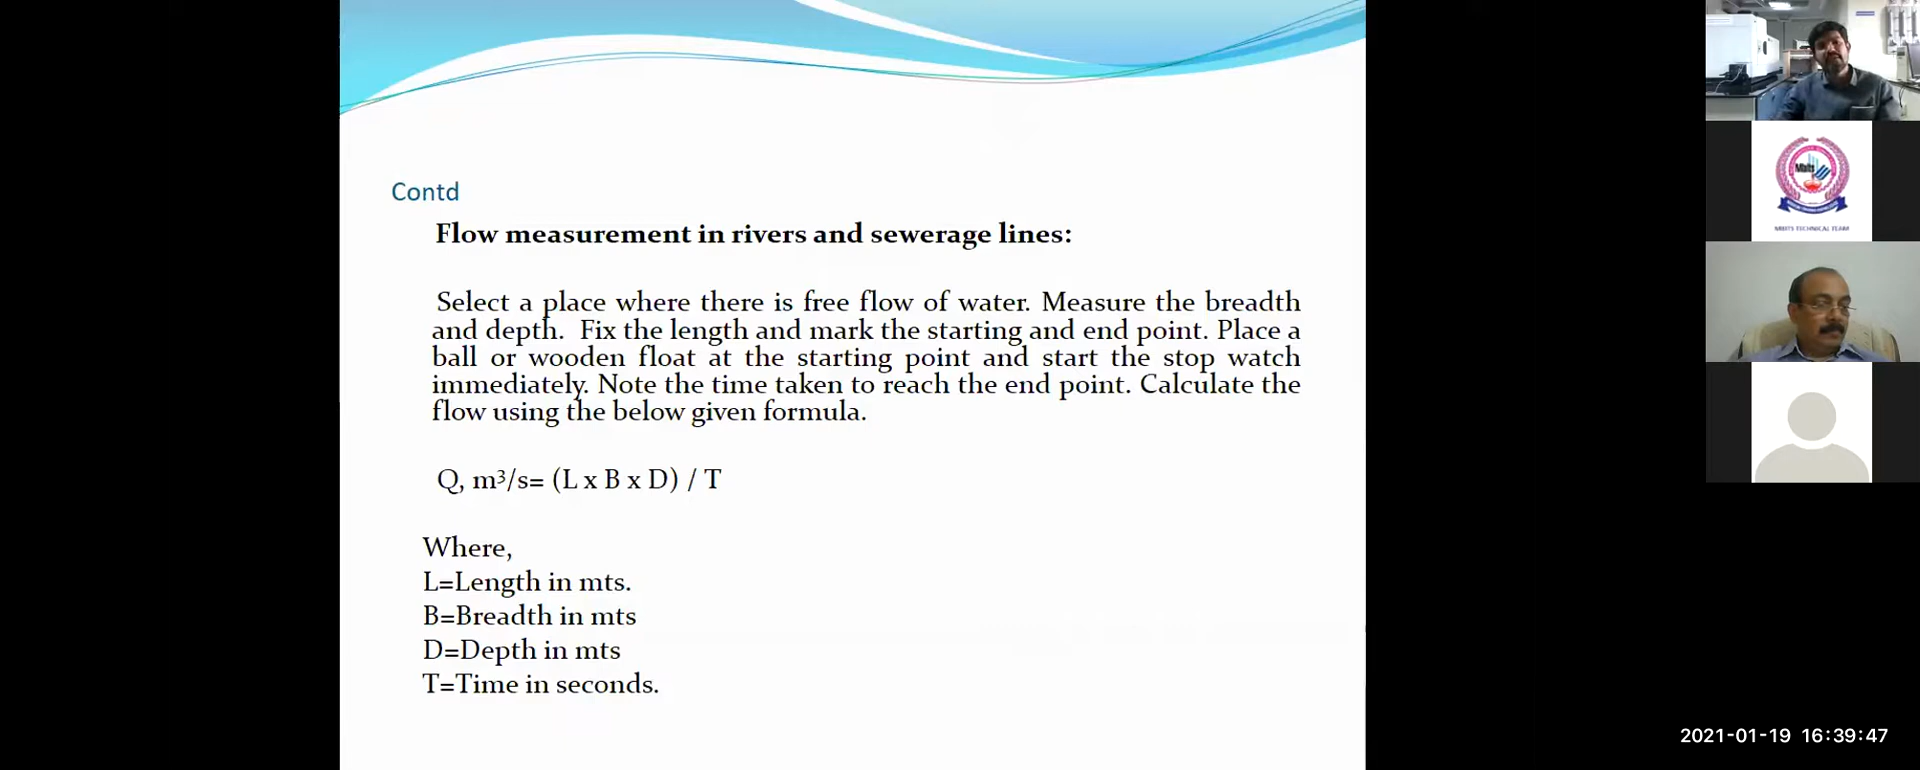 Contd
Flow measurement in rivers and sewerage lines:
Select a place where there is free flow of water. Measure the breadth
and depth. Fix the length and mark the starting and end point. Place a
ball or wooden float at the starting point and start the stop watch
immediately. Note the time taken to reach the end point. Calculate the
flow using the below given formula.
Q, m³/s= (L x B x D) / T
Where,
L=Length in mts.
B=Breadth in mts
D=Depth in mts
T=Time in seconds.
Mbits
MBITS TECHNICAL TEAM
2021-01-19 16:39:47